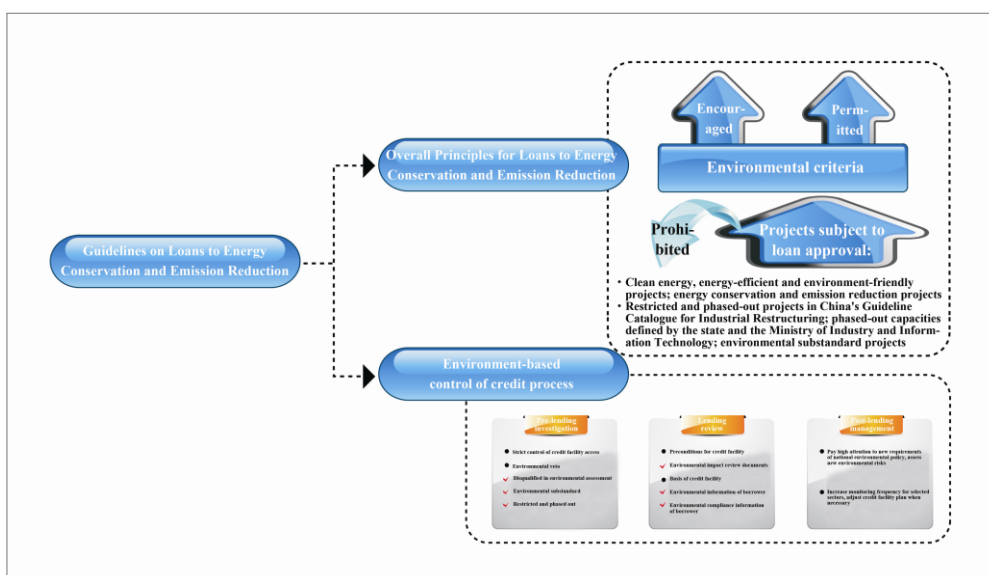 Encour-
aged
Perm-
itted
Environmental criteria
Prohi-
bited
Projects subject to
loan approval:
· Clean energy, energy-efficient and environment-friendly
projects; energy conservation and emission reduction projects
· Restricted and phased-out projects in China's Guideline
Catalogue for Industrial Restructuring; phased-out capacities
defined by the state and the Ministry of Industry and Inform-
ation Technology; environmental substandard projects
Overall Principles for Loans to Energy
Conservation and Emission Reduction
Guidelines on Loans to Energy
Conservation and Emission Reduction
Environment-based
control of credit process
Pre-lending
investigation
● Strict control of credit facility access
● Environmental veto
✓ Disqualified in environmental assessment
✓ Environmental substandard
✓ Restricted and phased out
Lending
review
● Preconditions for credit facility
✓ Environmental impact review documents
● Basis of credit facility
✓ Environmental information of borrower
✓ Environmental compliance information
of borrower
Post-lending
management
● Pay high attention to new requirements
of national environmental policy, assess
new environmental risks
● Increase monitoring frequency for selected
sectors, adjust credit facility plan when
necessary